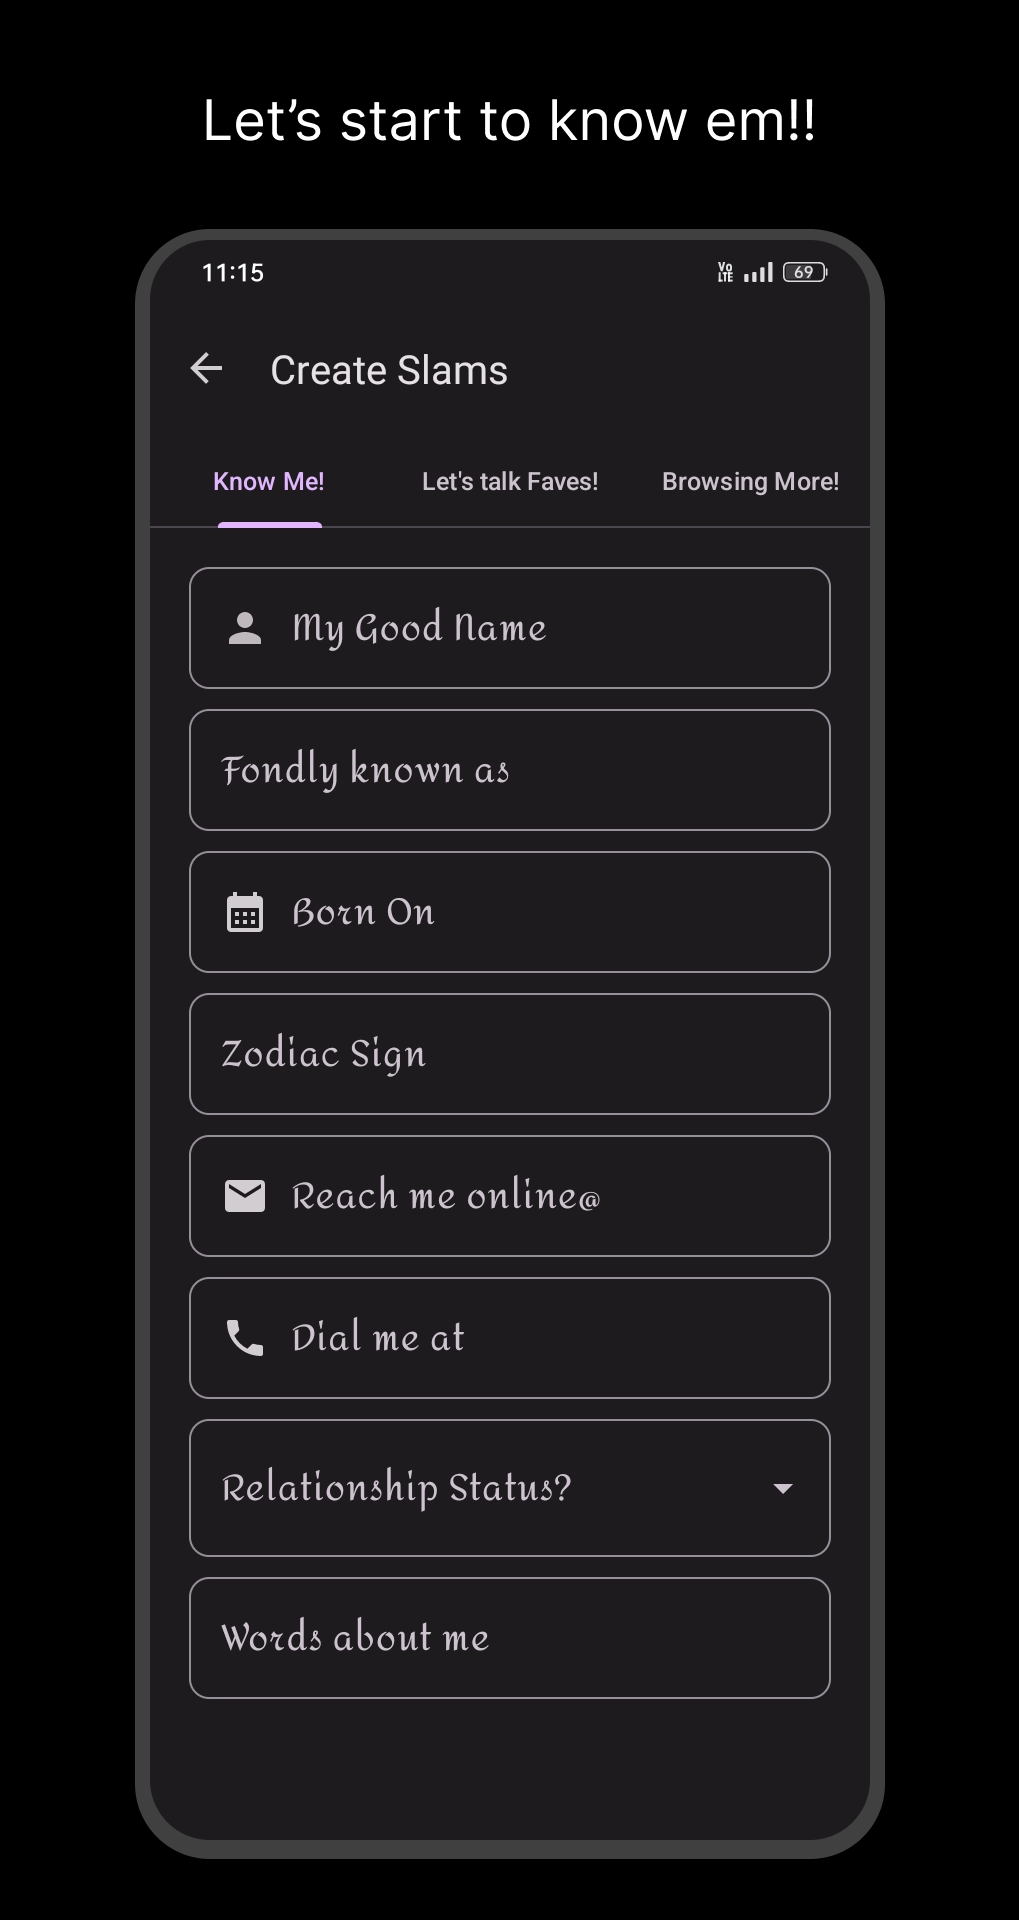 Let’s start to know em!!
11:15
Vo LTE
69
Create Slams
Know Me!
Let's talk Faves!
Browsing More!
My Good Name
Fondly known as
Born On
Zodiac Sign
Reach me online@
Dial me at
Relationship Status?
Words about me